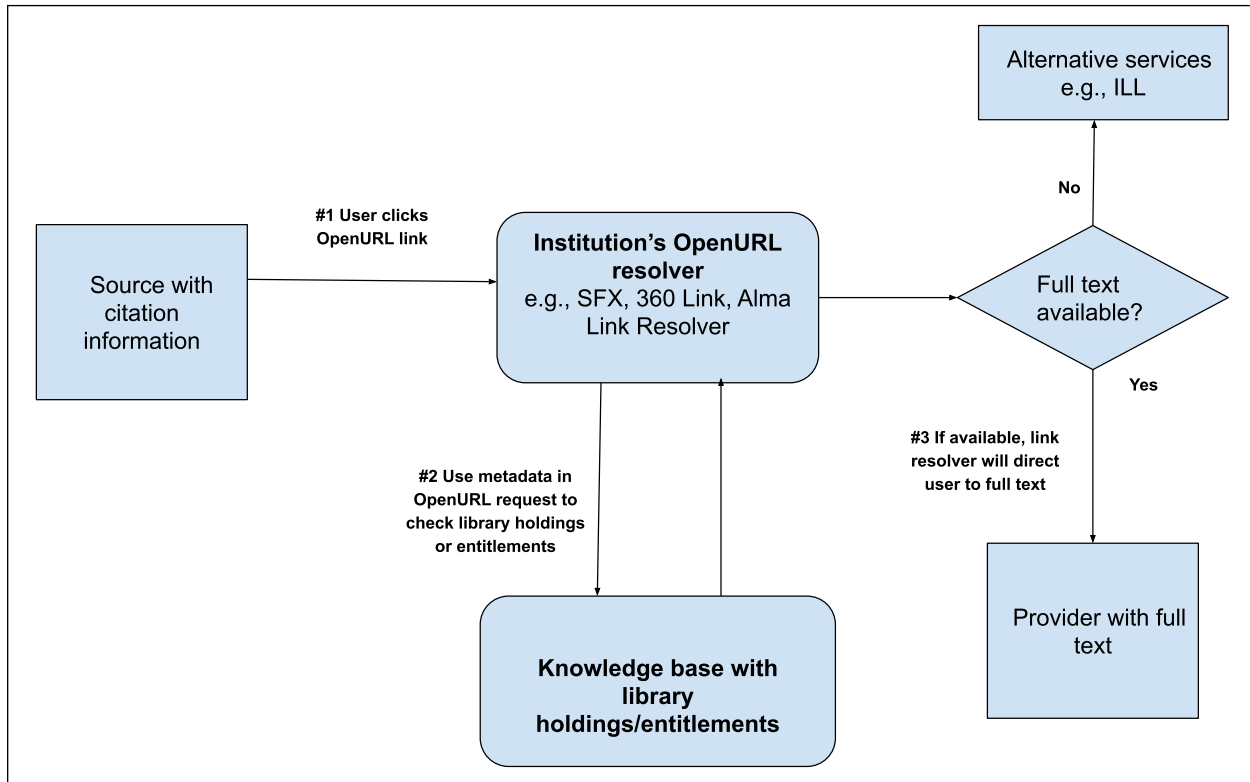 Alternative services
e.g., ILL
No
#1 User clicks
OpenURL link
Source with
citation
information
Institution’s OpenURL
resolver
e.g., SFX, 360 Link, Alma
Link Resolver
Full text
available?
Yes
#2 Use metadata in
OpenURL request to
check library holdings
or entitlements
#3 If available, link
resolver will direct
user to full text
Knowledge base with
library
holdings/entitlements
Provider with full
text